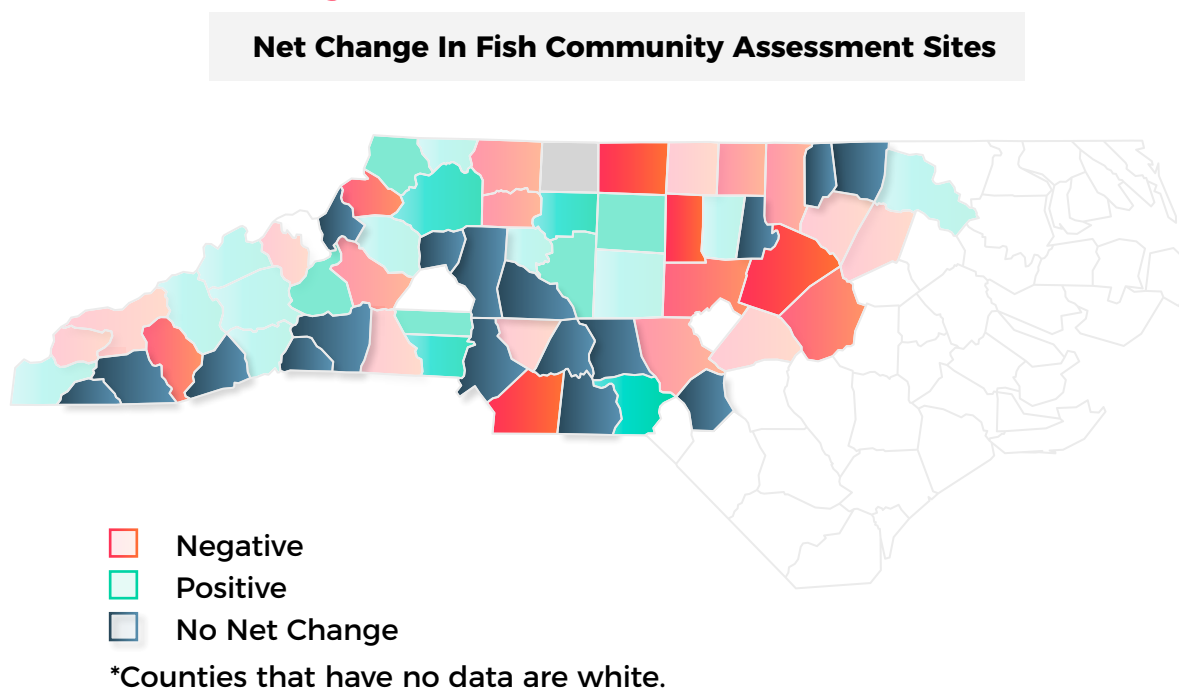 Net Change In Fish Community Assessment Sites
Negative
Positive
No Net Change
*Counties that have no data are white.